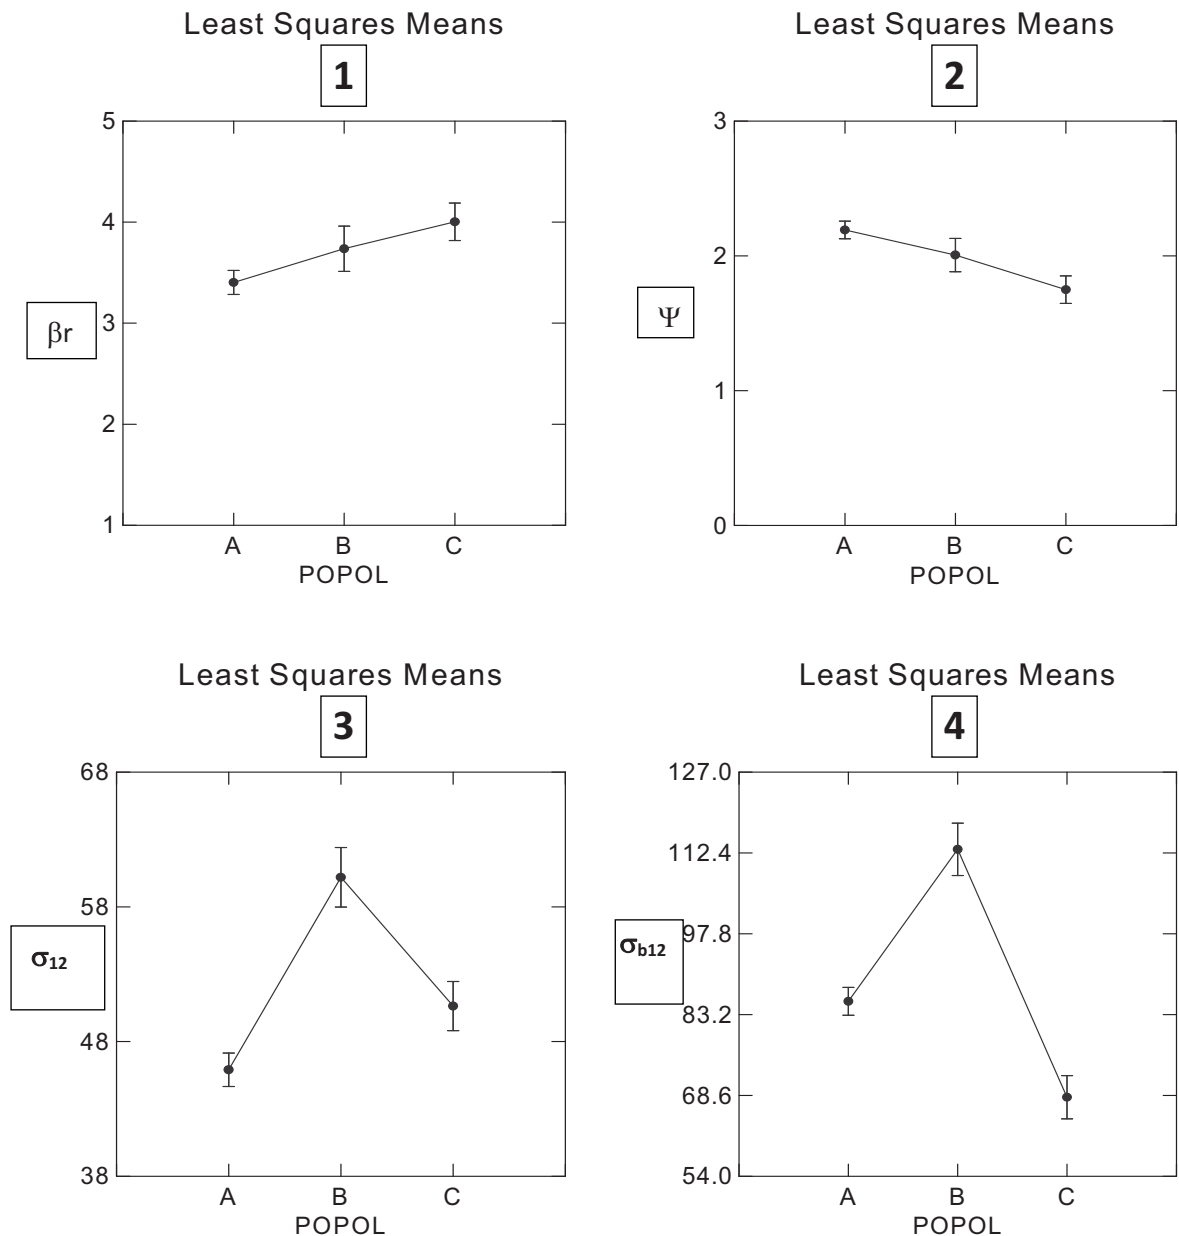 Least Squares Means
1
5
4
3
2
1
βr
A B C
POPOL
Least Squares Means
2
3
2
1
0
Ψ
A B C
POPOL
Least Squares Means
3
68
58
48
38
σ12
A B C
POPOL
Least Squares Means
4
127.0
112.4
97.8
83.2
68.6
54.0
σb12
A B C
POPOL